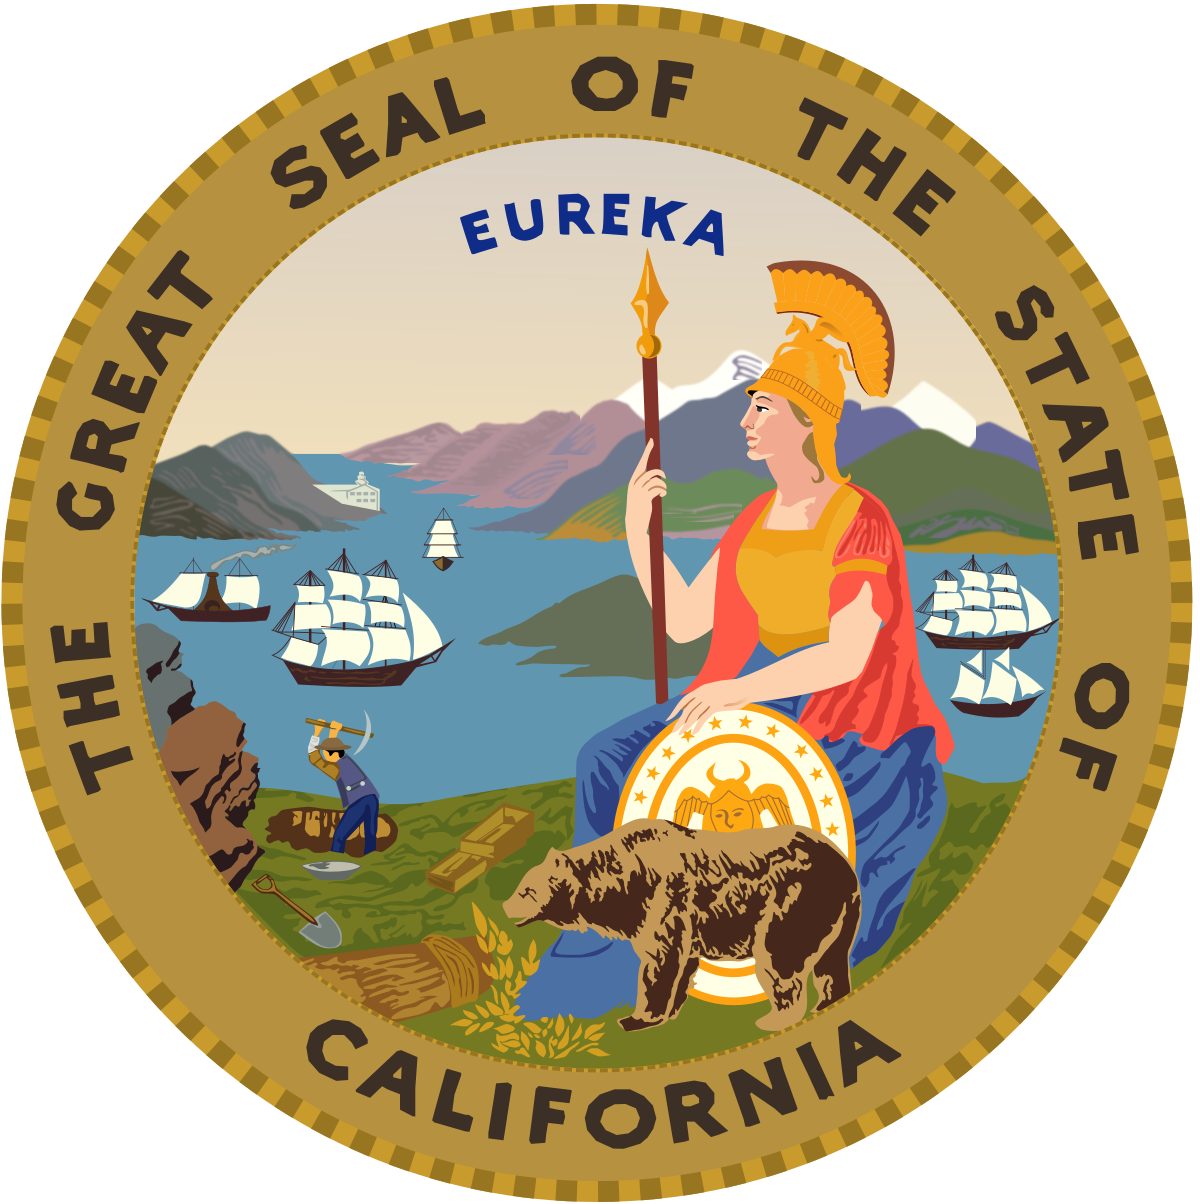 THE GREAT SEAL OF THE STATE OF
CALIFORNIA
EUREKA